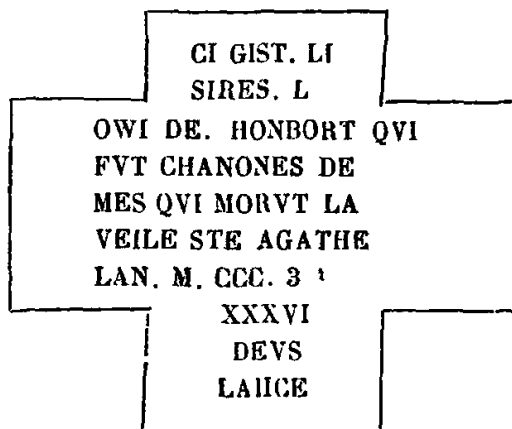 CI GIST. LI
SIRES. L
OWI DE. HONBORT QVI
FVT CHANONES DE
MES QVI MORVT LA
VEILE STE AGATHE
LAN. M. CCC. 3
XXXVI
DEVS